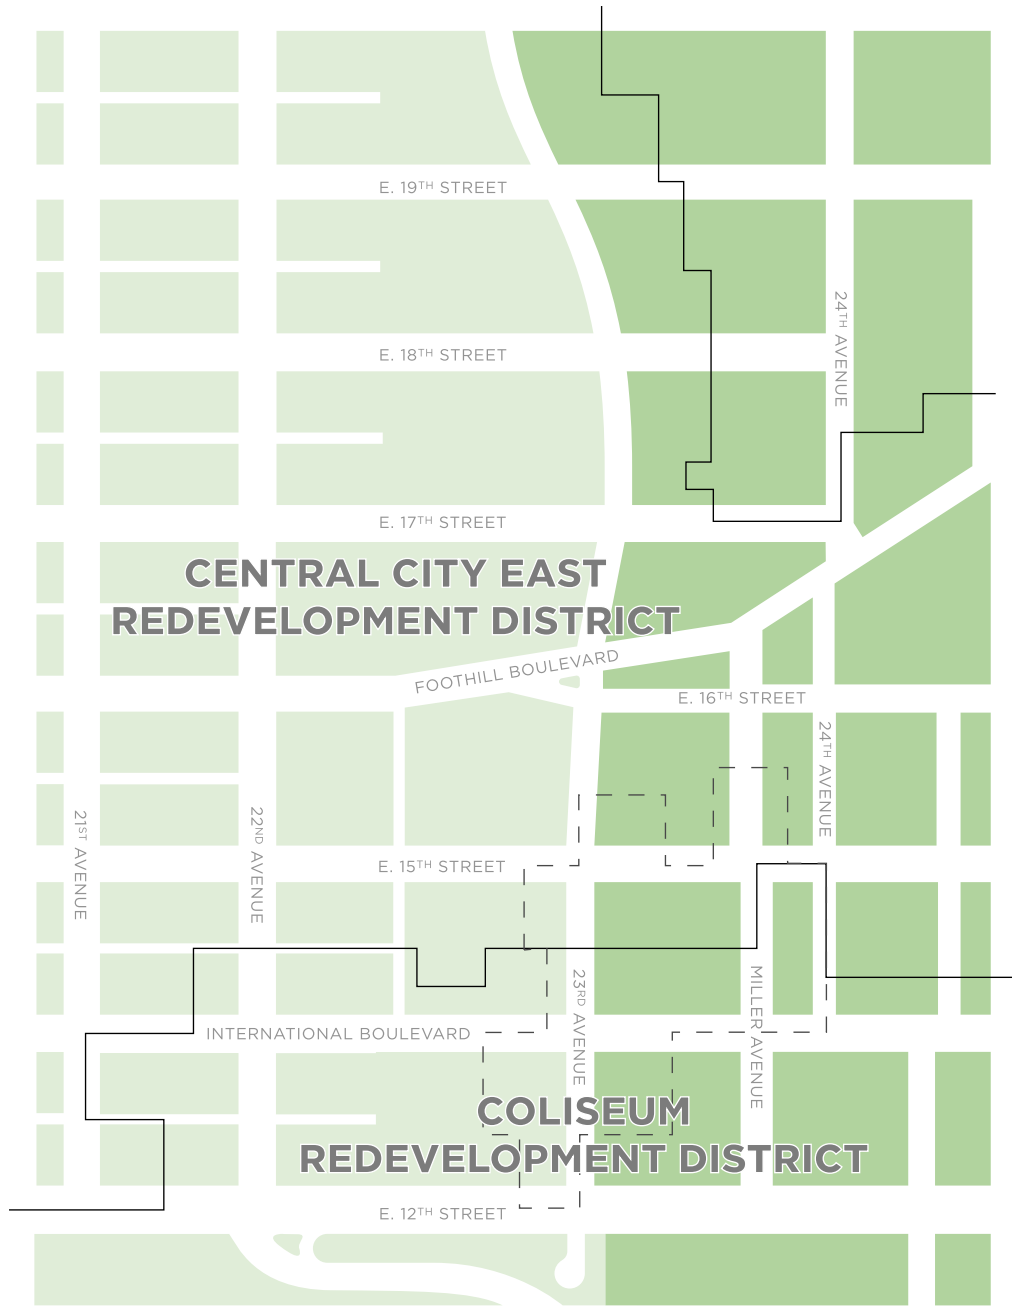 E. 19TH STREET
24TH AVENUE
E. 18TH STREET
E. 17TH STREET
CENTRAL CITY EAST
REDEVELOPMENT DISTRICT
FOOTHILL BOULEVARD
E. 16TH STREET
24TH AVENUE
21ST AVENUE
22ND AVENUE
E. 15TH STREET
23RD AVENUE
MILLER AVENUE
INTERNATIONAL BOULEVARD
COLISEUM
REDEVELOPMENT DISTRICT
E. 12TH STREET